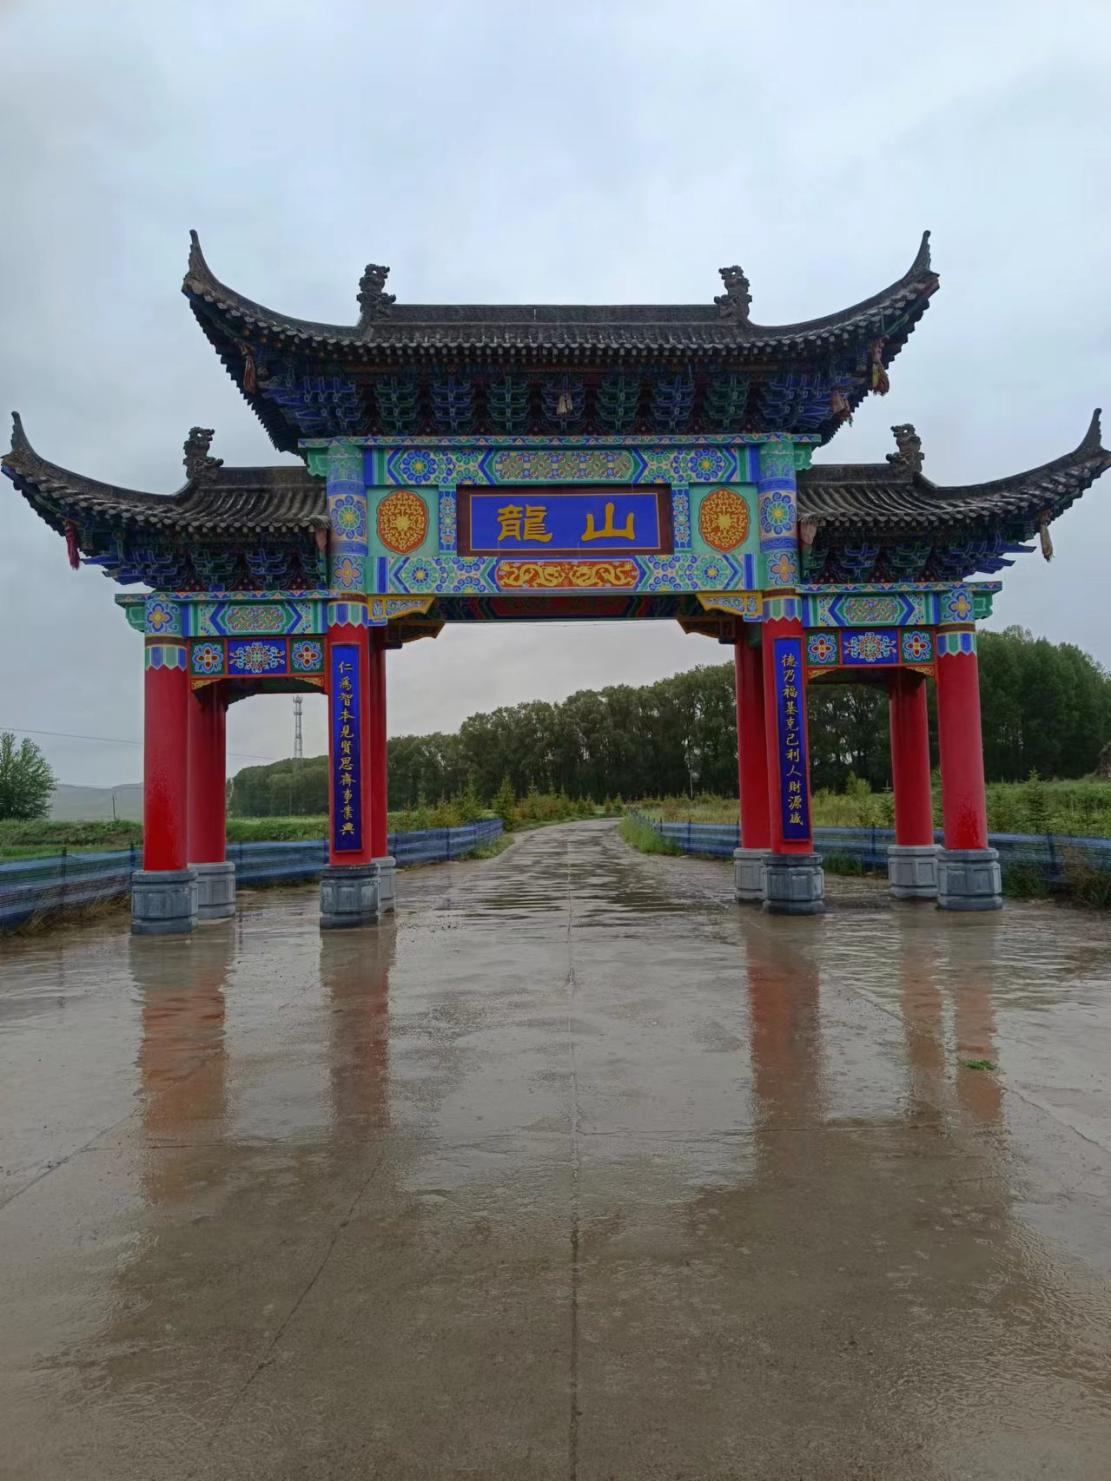 龍山
德乃福基克己利人財源盛
仁爲智本見賢思齊事業興